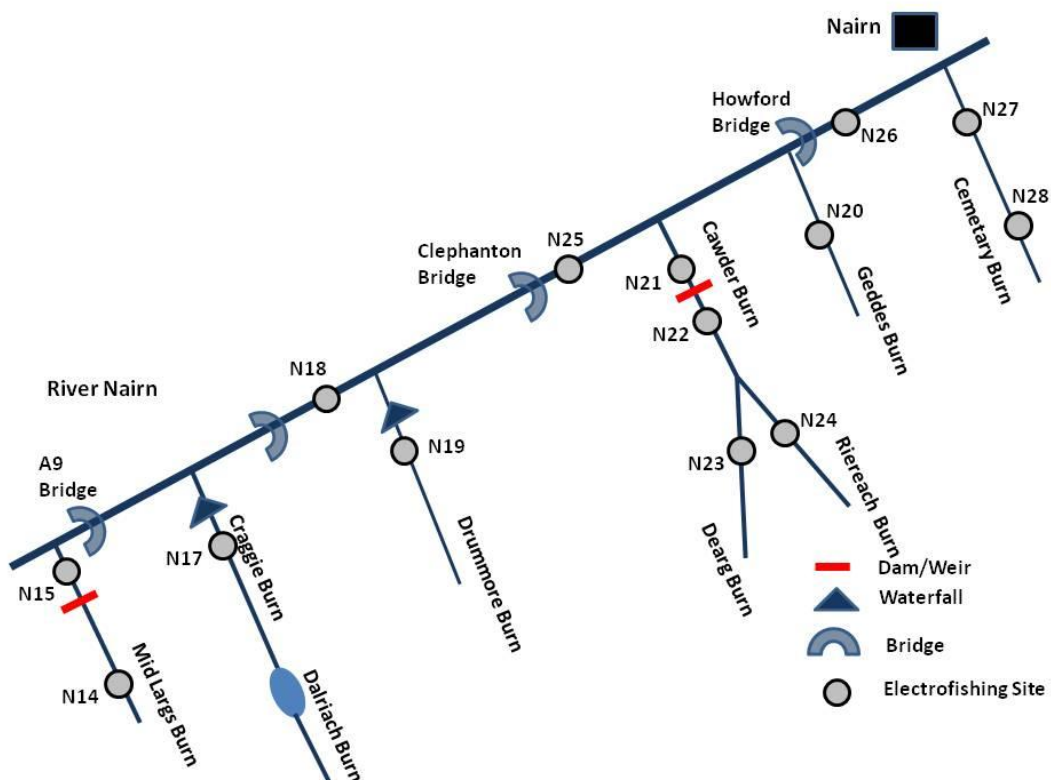 Nairn
Howford
Bridge
N26
N27
N28
Cemetary Burn
N20
Geddes Burn
Clephanton
Bridge
N25
Cawder Burn
N21
N22
N24
N23
Riereach Burn
Dearg Burn
River Nairn
N18
N19
Drummore Burn
A9
Bridge
N17
Craggie Burn
N15
N14
Mid Largs Burn
Dalriach Burn
Dam/Weir
Waterfall
Bridge
Electrofishing Site